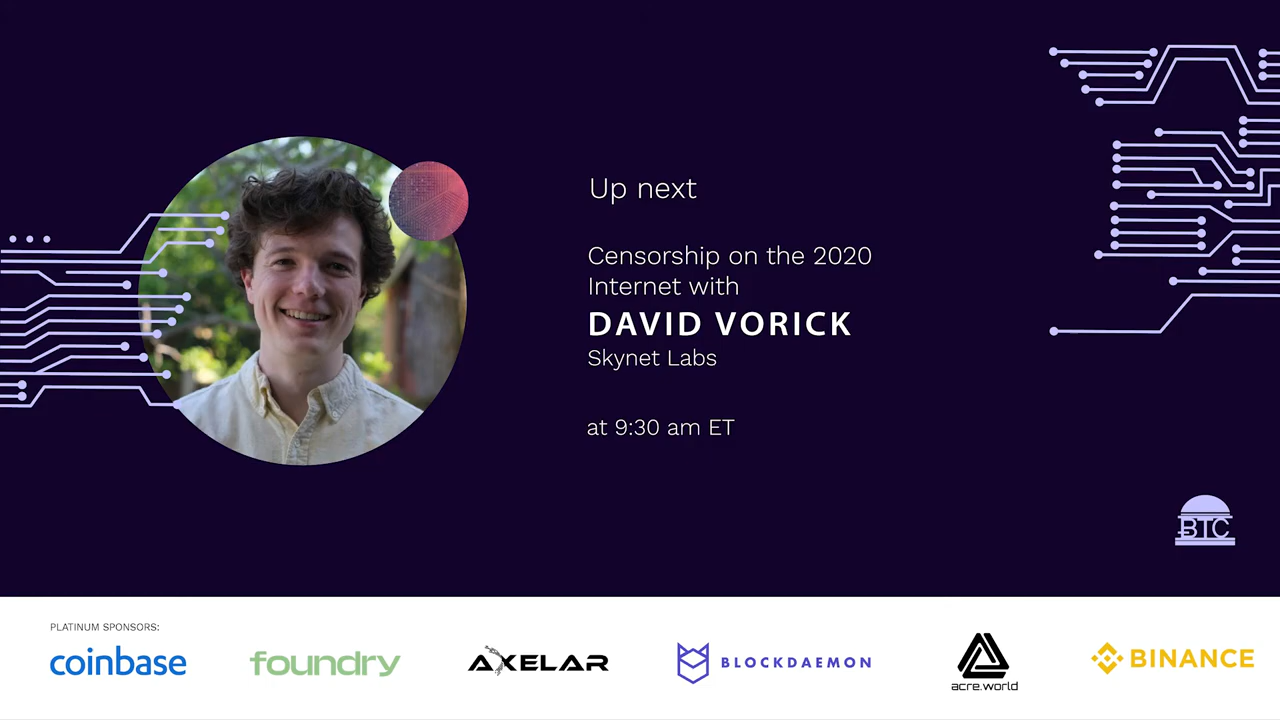 Up next
Censorship on the 2020
Internet with
DAVID VORICK
Skynet Labs
at 9:30 am ET
BTC
PLATINUM SPONSORS:
coinbase
foundry
AXELAR
BLOCKDAEMON
acre.world
BINANCE